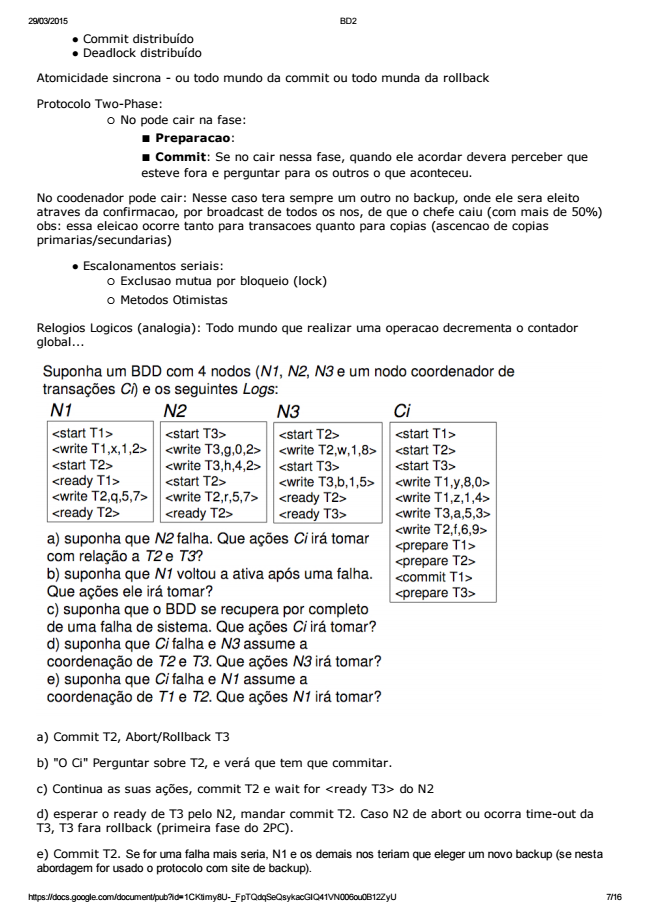 29/03/2015 BD2
● Commit distribuído
● Deadlock distribuído
Atomicidade sincrona - ou todo mundo da commit ou todo munda da rollback
Protocolo Two-Phase:
○ No pode cair na fase:
■ Preparacao:
■ Commit: Se no cair nessa fase, quando ele acordar devera perceber que
esteve fora e perguntar para os outros o que aconteceu.
No coodenador pode cair: Nesse caso tera sempre um outro no backup, onde ele sera eleito
atraves da confirmacao, por broadcast de todos os nos, de que o chefe caiu (com mais de 50%)
obs: essa eleicao ocorre tanto para transacoes quanto para copias (ascencao de copias
primarias/secundarias)
● Escalonamentos seriais:
○ Exclusao mutua por bloqueio (lock)
○ Metodos Otimistas
Relogios Logicos (analogia): Todo mundo que realizar uma operacao decrementa o contador
global...
Suponha um BDD com 4 nodos (N1, N2, N3 e um nodo coordenador de
transações Ci) e os seguintes Logs:
N1
<start T1>
<write T1,x,1,2>
<start T2>
<ready T1>
<write T2,q,5,7>
<ready T2>
N2
<start T3>
<write T3,g,0,2>
<write T3,h,4,2>
<start T2>
<write T2,r,5,7>
<ready T2>
N3
<start T2>
<write T2,w,1,8>
<start T3>
<write T3,b,1,5>
<ready T2>
<ready T3>
Ci
<start T1>
<start T2>
<start T3>
<write T1,y,8,0>
<write T1,z,1,4>
<write T3,a,5,3>
<write T2,f,6,9>
<prepare T1>
<prepare T2>
<commit T1>
<prepare T3>
a) suponha que N2 falha. Que ações Ci irá tomar
com relação a T2 e T3?
b) suponha que N1 voltou a ativa após uma falha.
Que ações ele irá tomar?
c) suponha que o BDD se recupera por completo
de uma falha de sistema. Que ações Ci irá tomar?
d) suponha que Ci falha e N3 assume a
coordenação de T2 e T3. Que ações N3 irá tomar?
e) suponha que Ci falha e N1 assume a
coordenação de T1 e T2. Que ações N1 irá tomar?
a) Commit T2, Abort/Rollback T3
b) "O Ci" Perguntar sobre T2, e verá que tem que commitar.
c) Continua as suas ações, commit T2 e wait for <ready T3> do N2
d) esperar o ready de T3 pelo N2, mandar commit T2. Caso N2 de abort ou ocorra time-out da
T3, T3 fara rollback (primeira fase do 2PC).
e) Commit T2. Se for uma falha mais seria, N1 e os demais nos teriam que eleger um novo backup (se nesta
abordagem for usado o protocolo com site de backup).
7/16